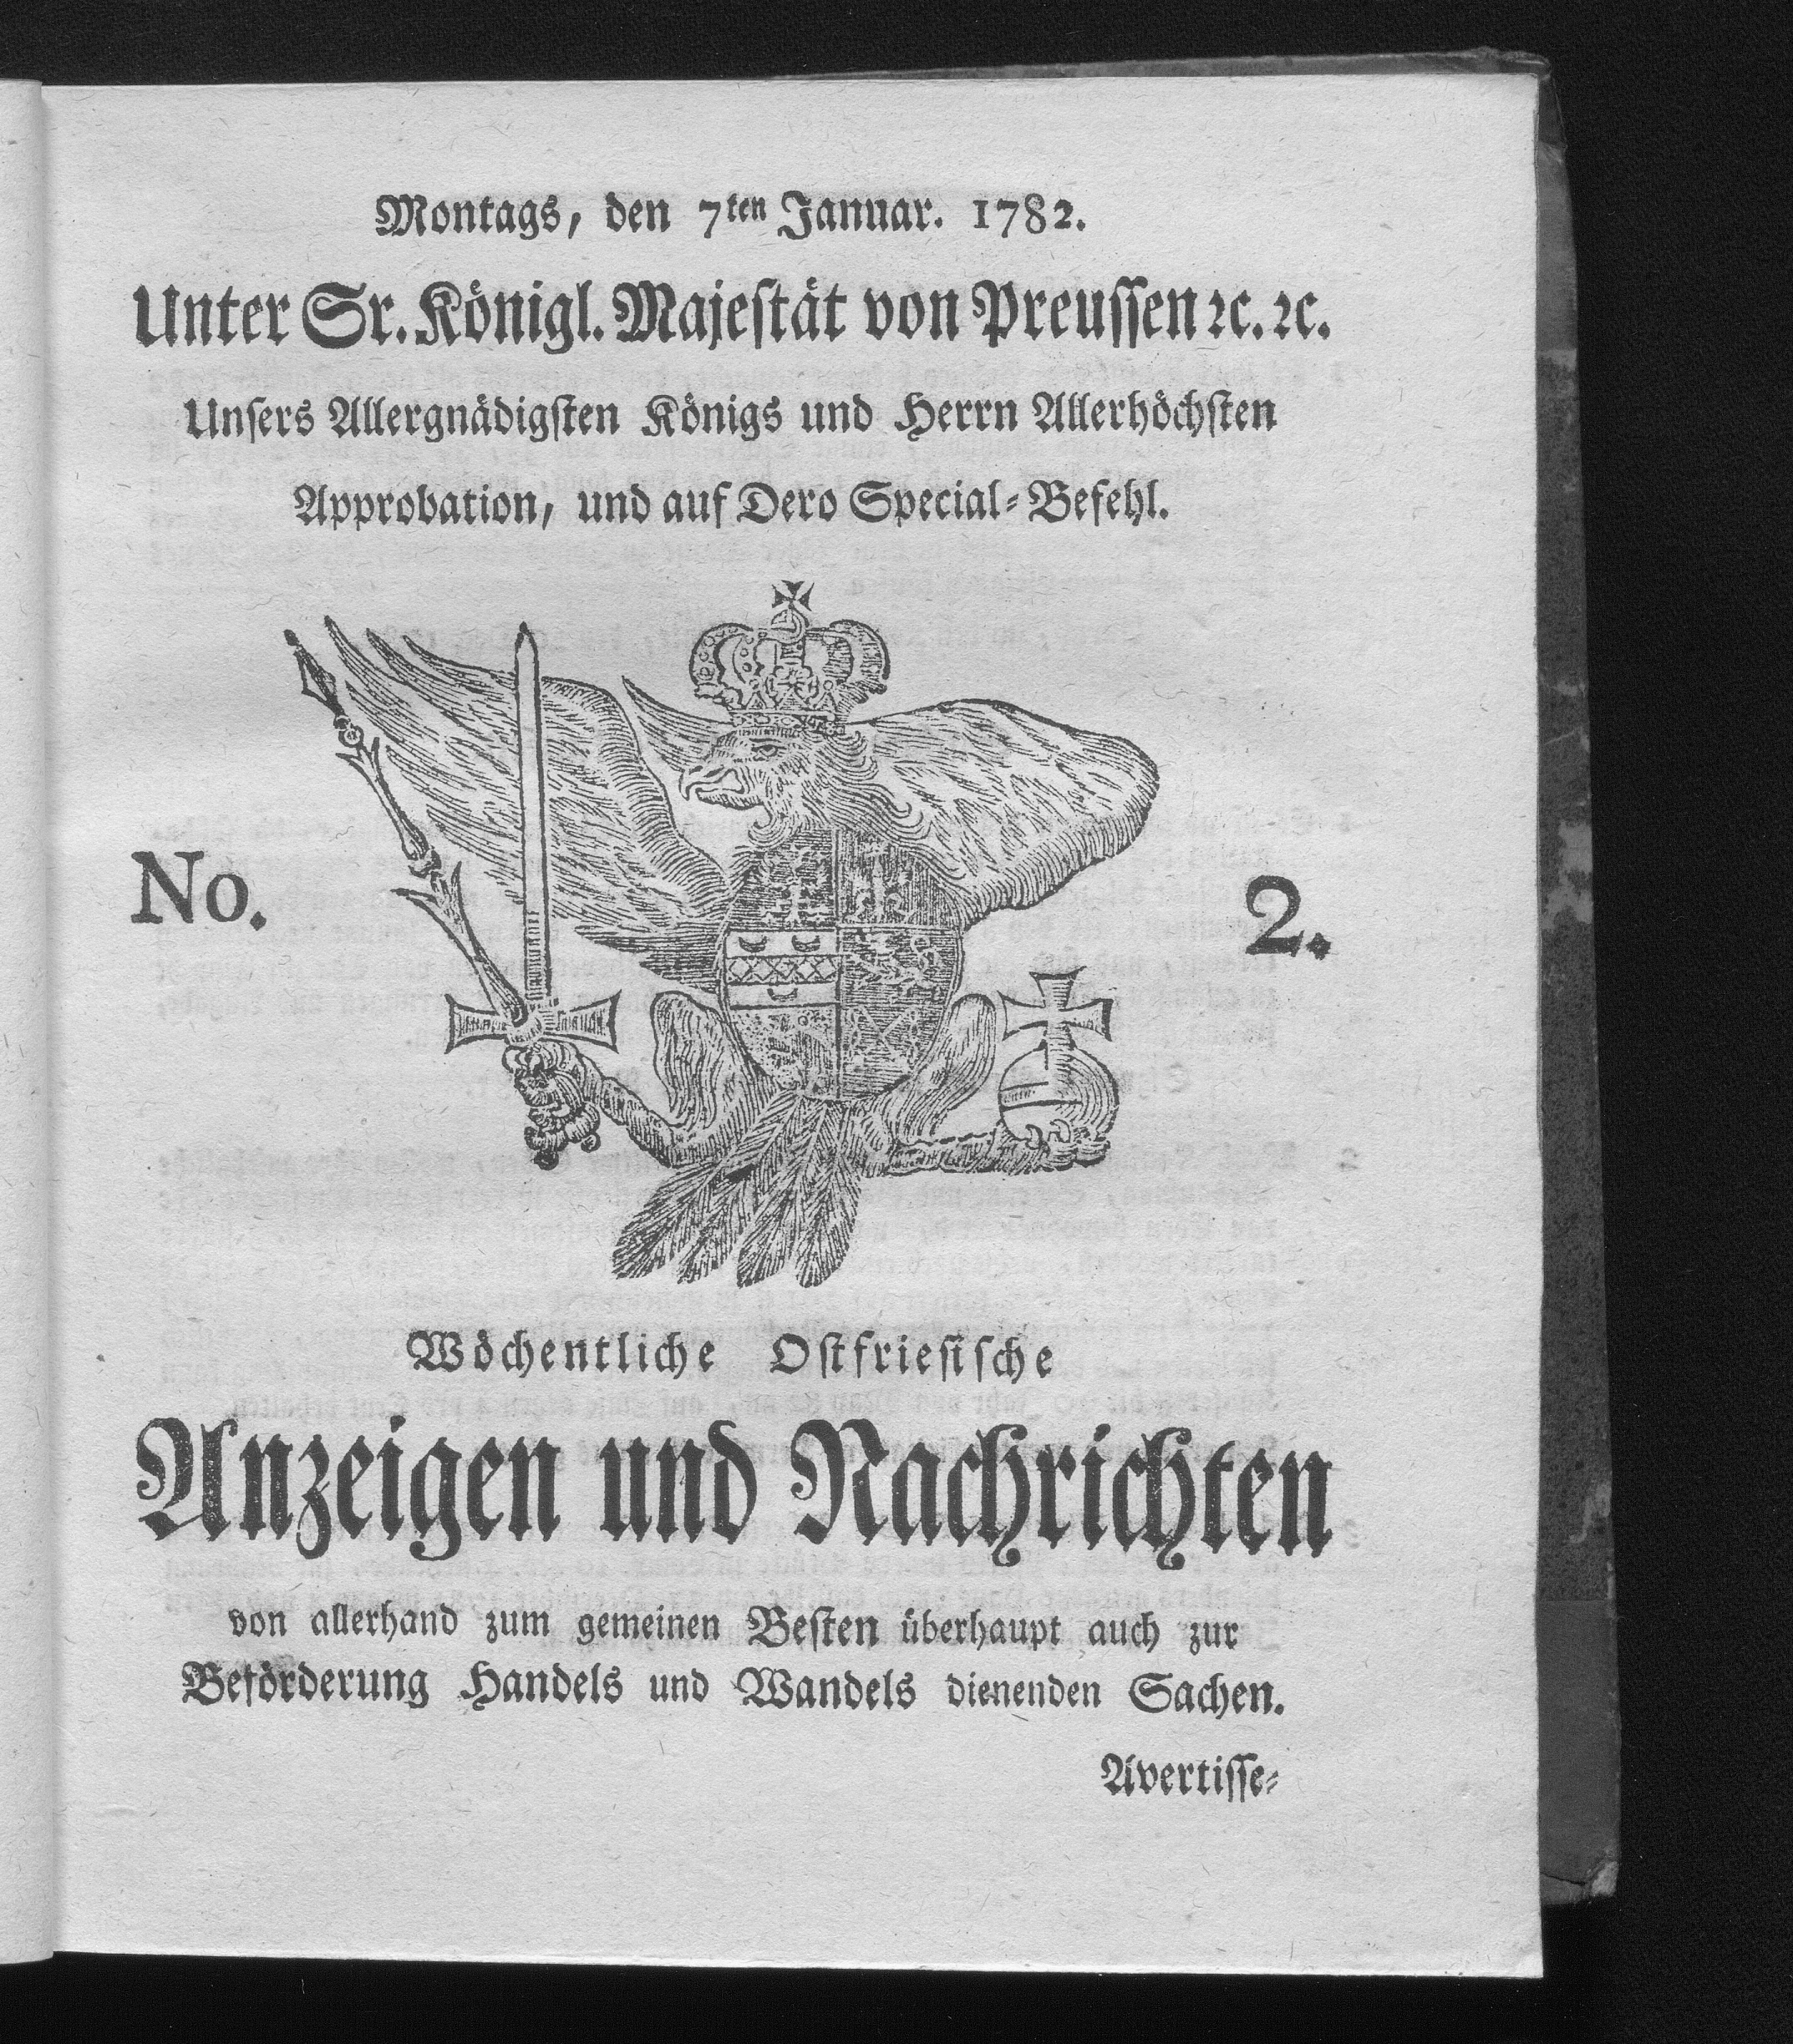 Montags, den 7ten Januar. 1782.
Unter Sr. Königl. Majeſtät von Preuſſen ꝛc. ꝛc.
Unſers Allergnädigſten Königs und Herrn Allerhöchſten
Approbation, und auf Dero Special-Befehl.
No. 2.
Wöchentliche Oſtfrieſiſche
Anzeigen und Nachrichten
von allerhand zum gemeinen Beſten überhaupt auch zur
Beförderung Handels und Wandels dienenden Sachen.
Avertiſſe-